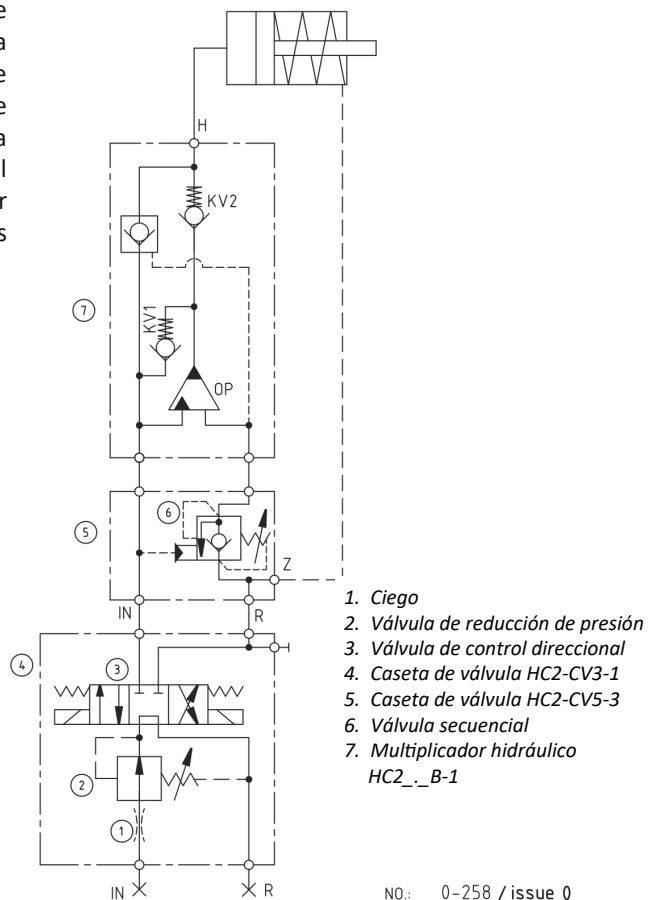 e
a
e
e
a
l
r
s
H
KV2
7
KV1
OP
6
5
Z
IN
R
4
3
2
1
IN
R
1. Ciego
2. Válvula de reducción de presión
3. Válvula de control direccional
4. Caseta de válvula HC2-CV3-1
5. Caseta de válvula HC2-CV5-3
6. Válvula secuencial
7. Multiplicador hidráulico
HC2_._B-1
NO.: 0-258 / issue 0